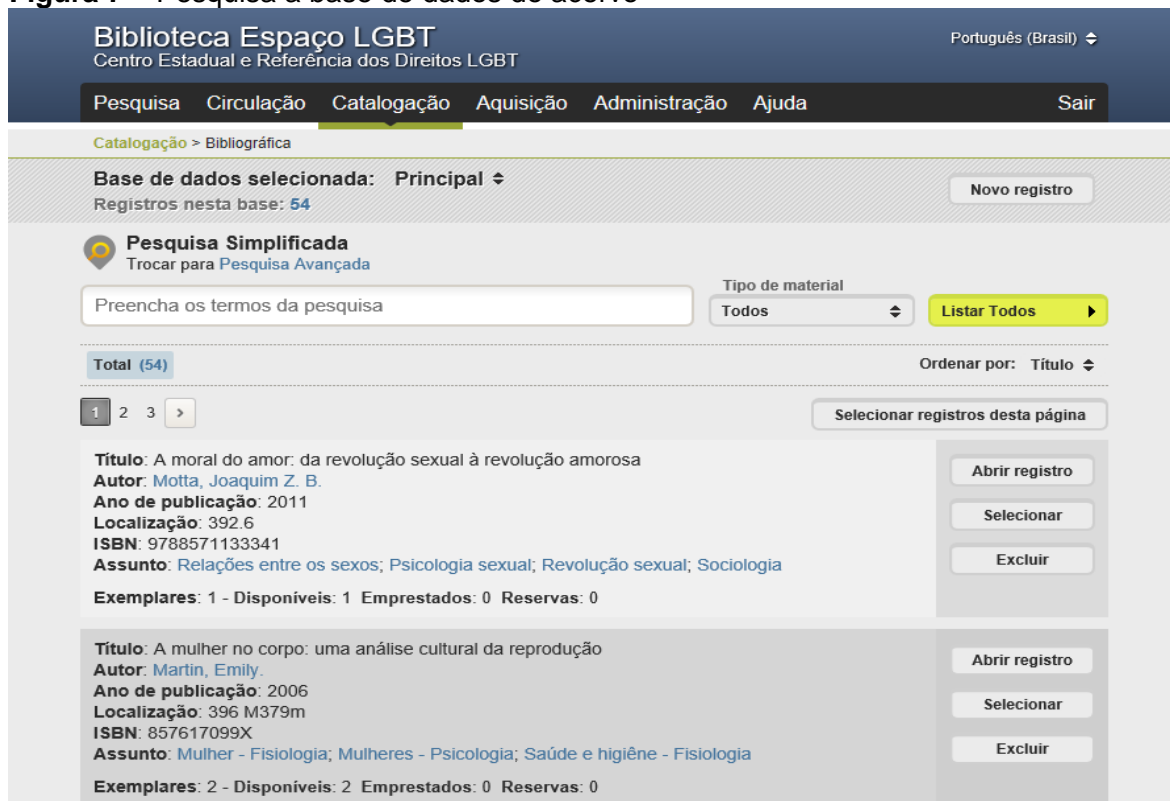 Biblioteca Espaço LGBT
Português (Brasil)
Centro Estadual e Referência dos Direitos LGBT
Pesquisa Circulação Catalogação Aquisição Administração Ajuda Sair
Catalogação > Bibliográfica
Base de dados selecionada: Principal
Novo registro
Registros nesta base: 54
Pesquisa Simplificada
Trocar para Pesquisa Avançada
Tipo de material
Preencha os termos da pesquisa
Todos
Listar Todos
Total (54)
Ordenar por: Título
1 2 3 >
Selecionar registros desta página
Título: A moral do amor: da revolução sexual à revolução amorosa
Autor: Motta, Joaquim Z. B.
Ano de publicação: 2011
Localização: 392.6
ISBN: 9788571133341
Assunto: Relações entre os sexos; Psicologia sexual; Revolução sexual; Sociologia
Exemplares: 1 - Disponíveis: 1 Emprestados: 0 Reservas: 0
Abrir registro
Selecionar
Excluir
Título: A mulher no corpo: uma análise cultural da reprodução
Autor: Martin, Emily.
Ano de publicação: 2006
Localização: 396 M379m
ISBN: 857617099X
Assunto: Mulher - Fisiologia; Mulheres - Psicologia; Saúde e higiêne - Fisiologia
Exemplares: 2 - Disponíveis: 2 Emprestados: 0 Reservas: 0
Abrir registro
Selecionar
Excluir